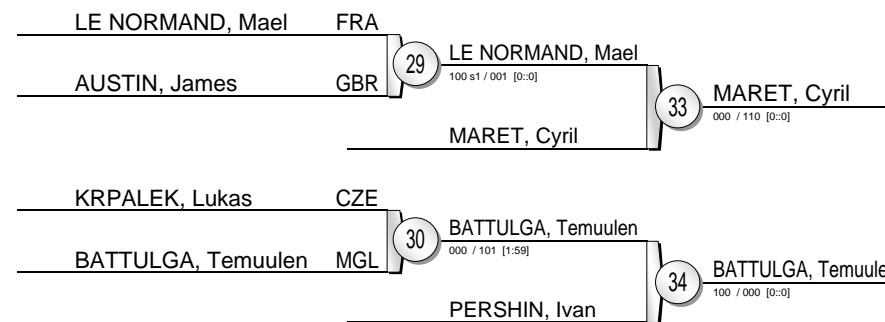 LE NORMAND, Mael FRA
AUSTIN, James GBR
29
LE NORMAND, Mael
100 s1 / 001 [0::0]
MARET, Cyril
33
MARET, Cyril
000 / 110 [0::0]
KRPALEK, Lukas CZE
BATTULGA, Temuulen MGL
30
BATTULGA, Temuulen
000 / 101 [1:59]
PERSHIN, Ivan
34
BATTULGA, Temuule
100 / 000 [0::0]